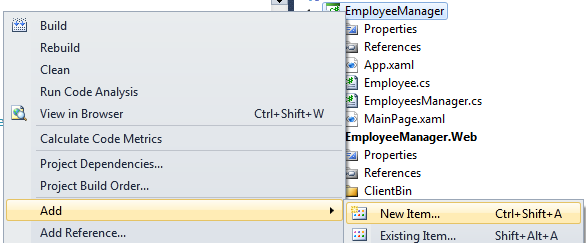 EmployeeManager
Build
Properties
Rebuild
References
Clean
App.xaml
Run Code Analysis
Employee.cs
View in Browser Ctrl+Shift+W
EmployeesManager.cs
MainPage.xaml
Calculate Code Metrics
EmployeeManager.Web
Project Dependencies...
Properties
Project Build Order...
References
ClientBin
Add
New Item... Ctrl+Shift+A
Add Reference...
Existing Item... Shift+Alt+A